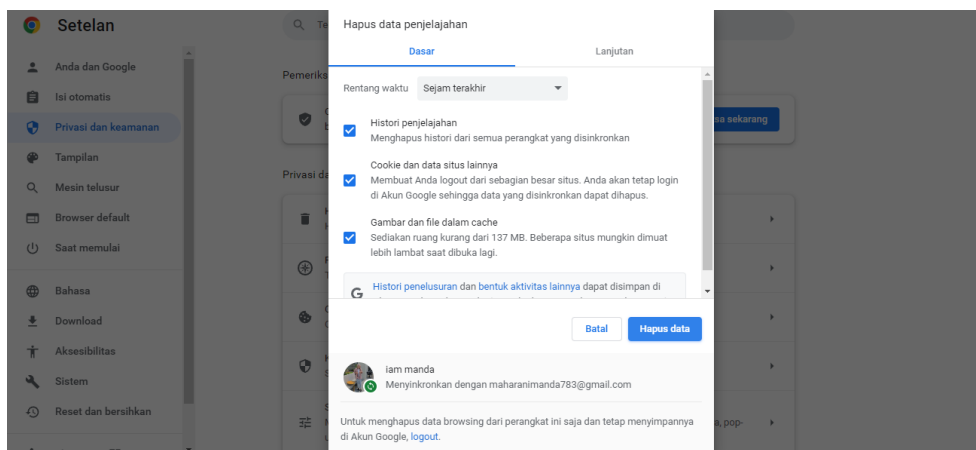 Setelan
Te
Hapus data penjelajahan
Dasar
Lanjutan
Anda dan Google
Isi otomatis
Privasi dan keamanan
Tampilan
Mesin telusur
Browser default
Saat memulai
Bahasa
Download
Aksesibilitas
Sistem
Reset dan bersihkan
Pemeriks
sa sekarang
Privasi da
Rentang waktu
Sejam terakhir
Histori penjelajahan
Menghapus histori dari semua perangkat yang disinkronkan
Cookie dan data situs lainnya
Membuat Anda logout dari sebagian besar situs. Anda akan tetap login
di Akun Google sehingga data yang disinkronkan dapat dihapus.
Gambar dan file dalam cache
Sediakan ruang kurang dari 137 MB. Beberapa situs mungkin dimuat
lebih lambat saat dibuka lagi.
Histori penelusuran dan bentuk aktivitas lainnya dapat disimpan di
Batal
Hapus data
iam manda
Menyinkronkan dengan maharanimanda783@gmail.com
Untuk menghapus data browsing dari perangkat ini saja dan tetap menyimpannya
di Akun Google, logout.
a, pop-